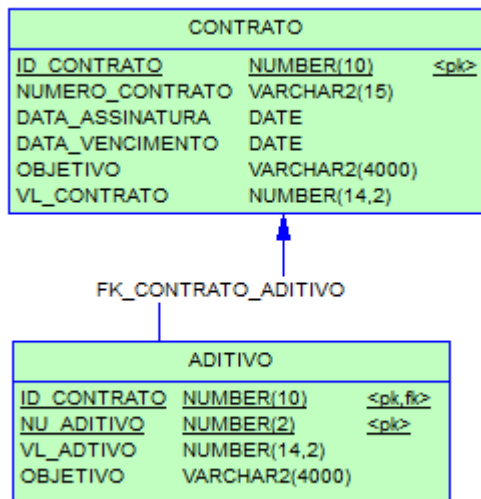 CONTRATO
ID_CONTRATO NUMBER(10) <pk>
NUMERO_CONTRATO VARCHAR2(15)
DATA_ASSINATURA DATE
DATA_VENCIMENTO DATE
OBJETIVO VARCHAR2(4000)
VL_CONTRATO NUMBER(14,2)
FK_CONTRATO_ADITIVO
ADITIVO
ID_CONTRATO NUMBER(10) <pk,fk>
NU_ADITIVO NUMBER(2) <pk>
VL_ADTIVO NUMBER(14,2)
OBJETIVO VARCHAR2(4000)